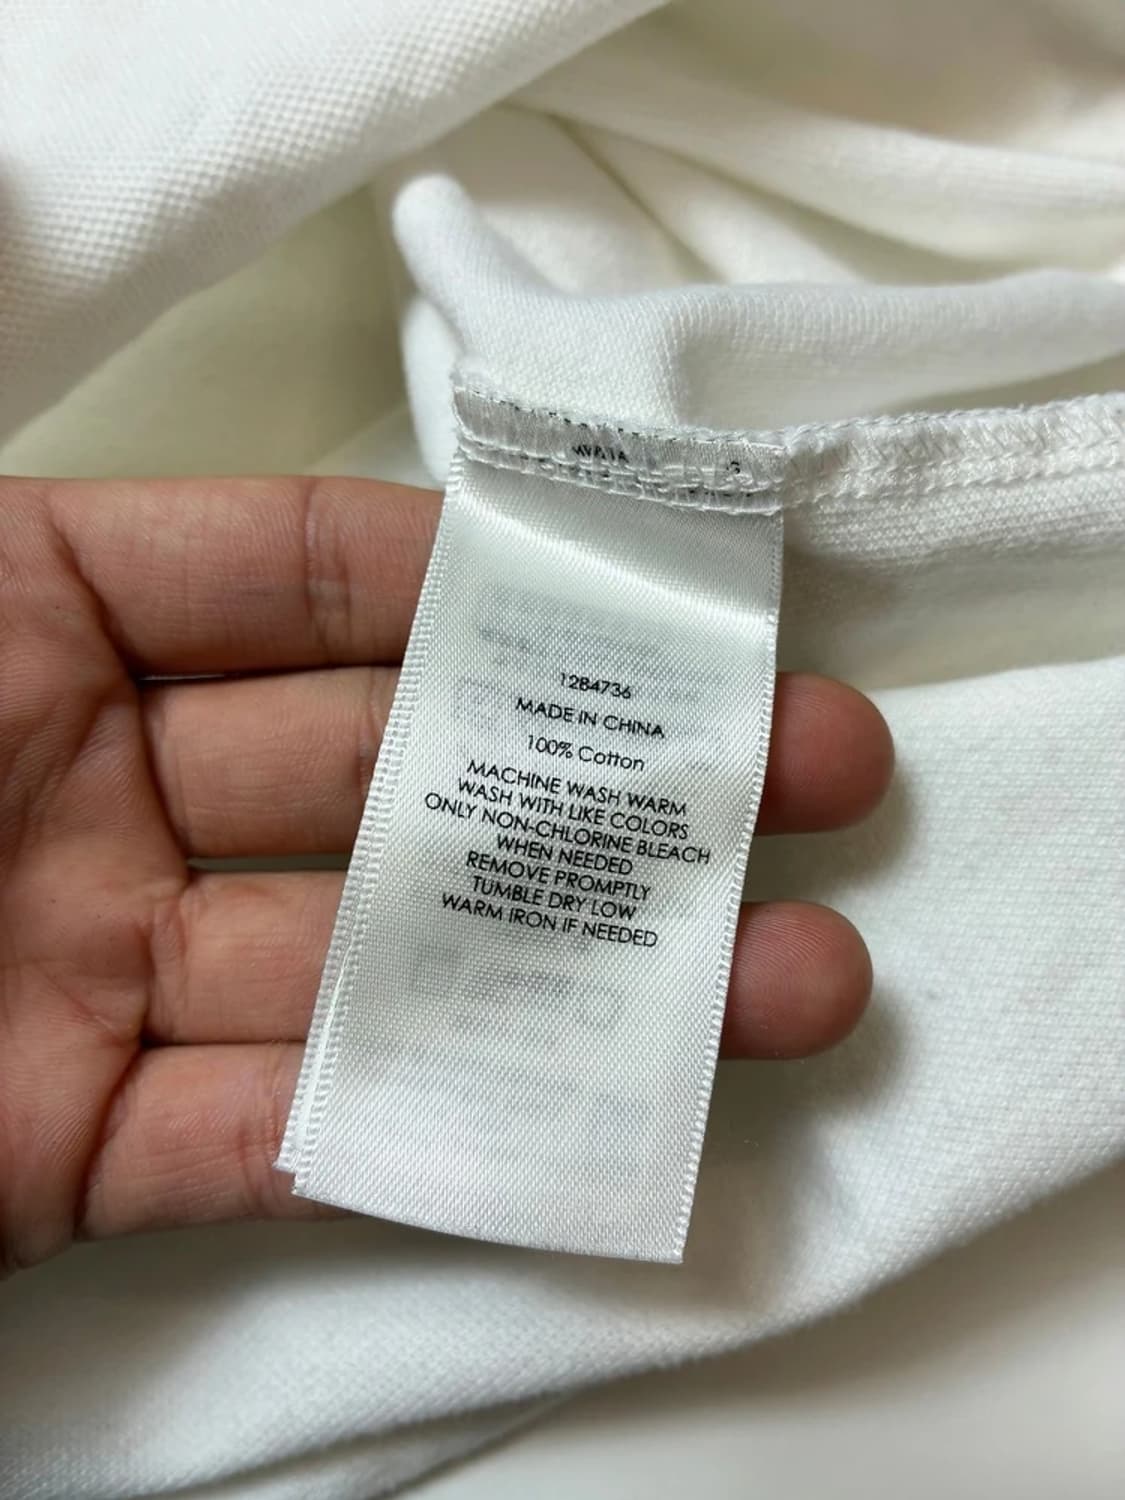 12B4736
MADE IN CHINA
100% Cotton
MACHINE WASH WARM
WASH WITH LIKE COLORS
ONLY NON-CHLORINE BLEACH
WHEN NEEDED
REMOVE PROMPTLY
TUMBLE DRY LOW
WARM IRON IF NEEDED